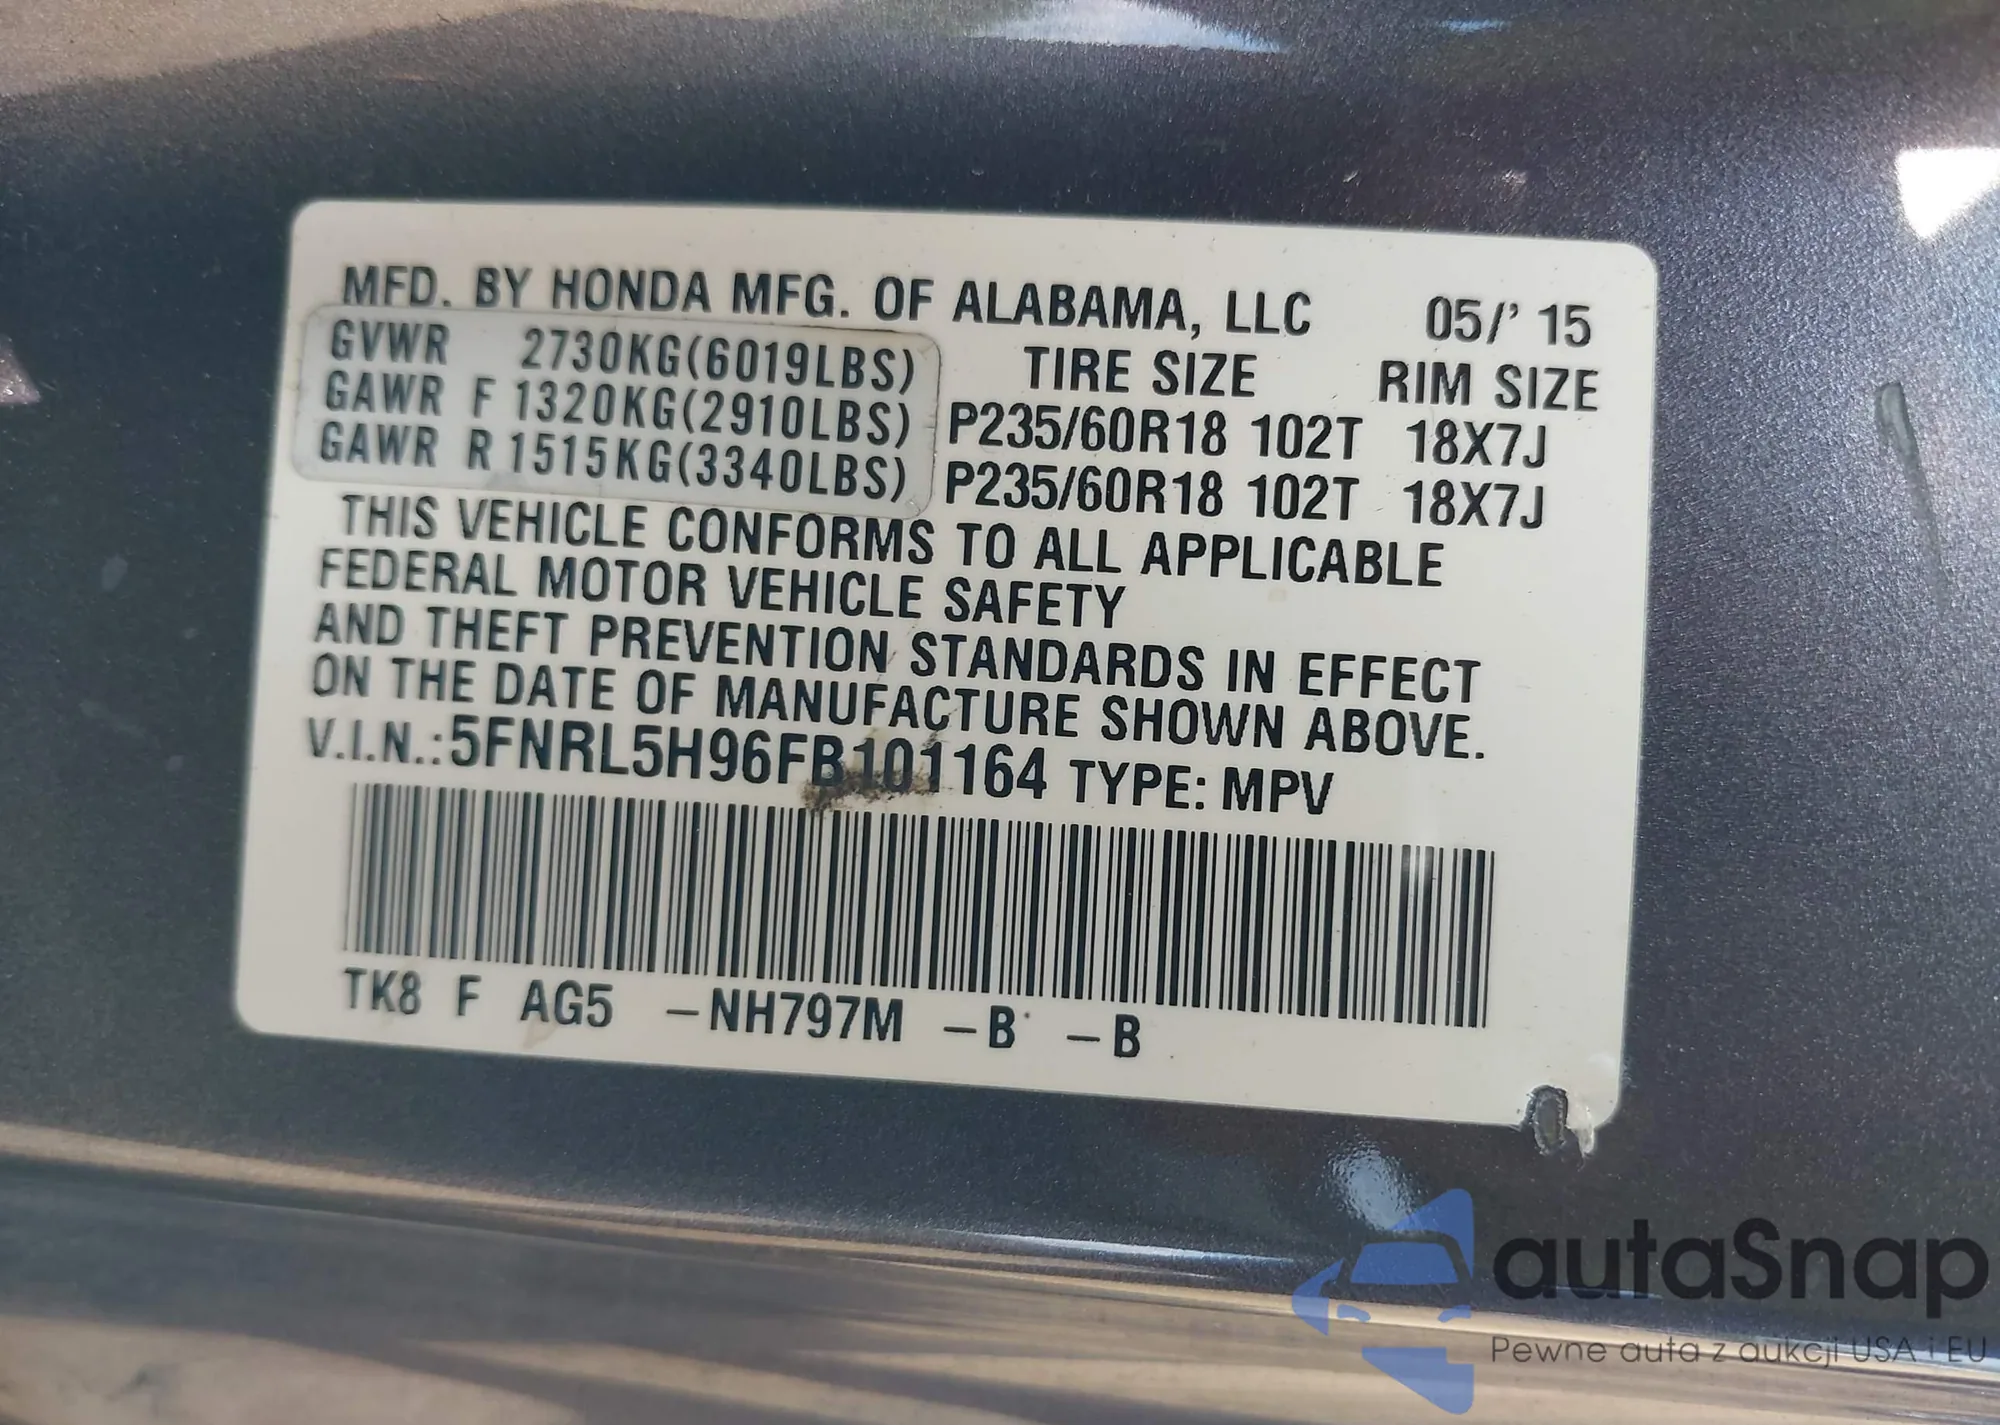 MFD. BY HONDA MFG. OF ALABAMA, LLC 05/' 15
GVWR 2730KG(6019LBS) TIRE SIZE RIM SIZE
GAWR F 1320KG(2910LBS) P235/60R18 102T 18X7J
GAWR R 1515KG(3340LBS) P235/60R18 102T 18X7J
THIS VEHICLE CONFORMS TO ALL APPLICABLE
FEDERAL MOTOR VEHICLE SAFETY
AND THEFT PREVENTION STANDARDS IN EFFECT
ON THE DATE OF MANUFACTURE SHOWN ABOVE.
V.I.N.:5FNRL5H96FB101164 TYPE: MPV
TK8 F AG5 -NH797M -B -B
autaSnap
Pewne auta z aukcji USA i EU